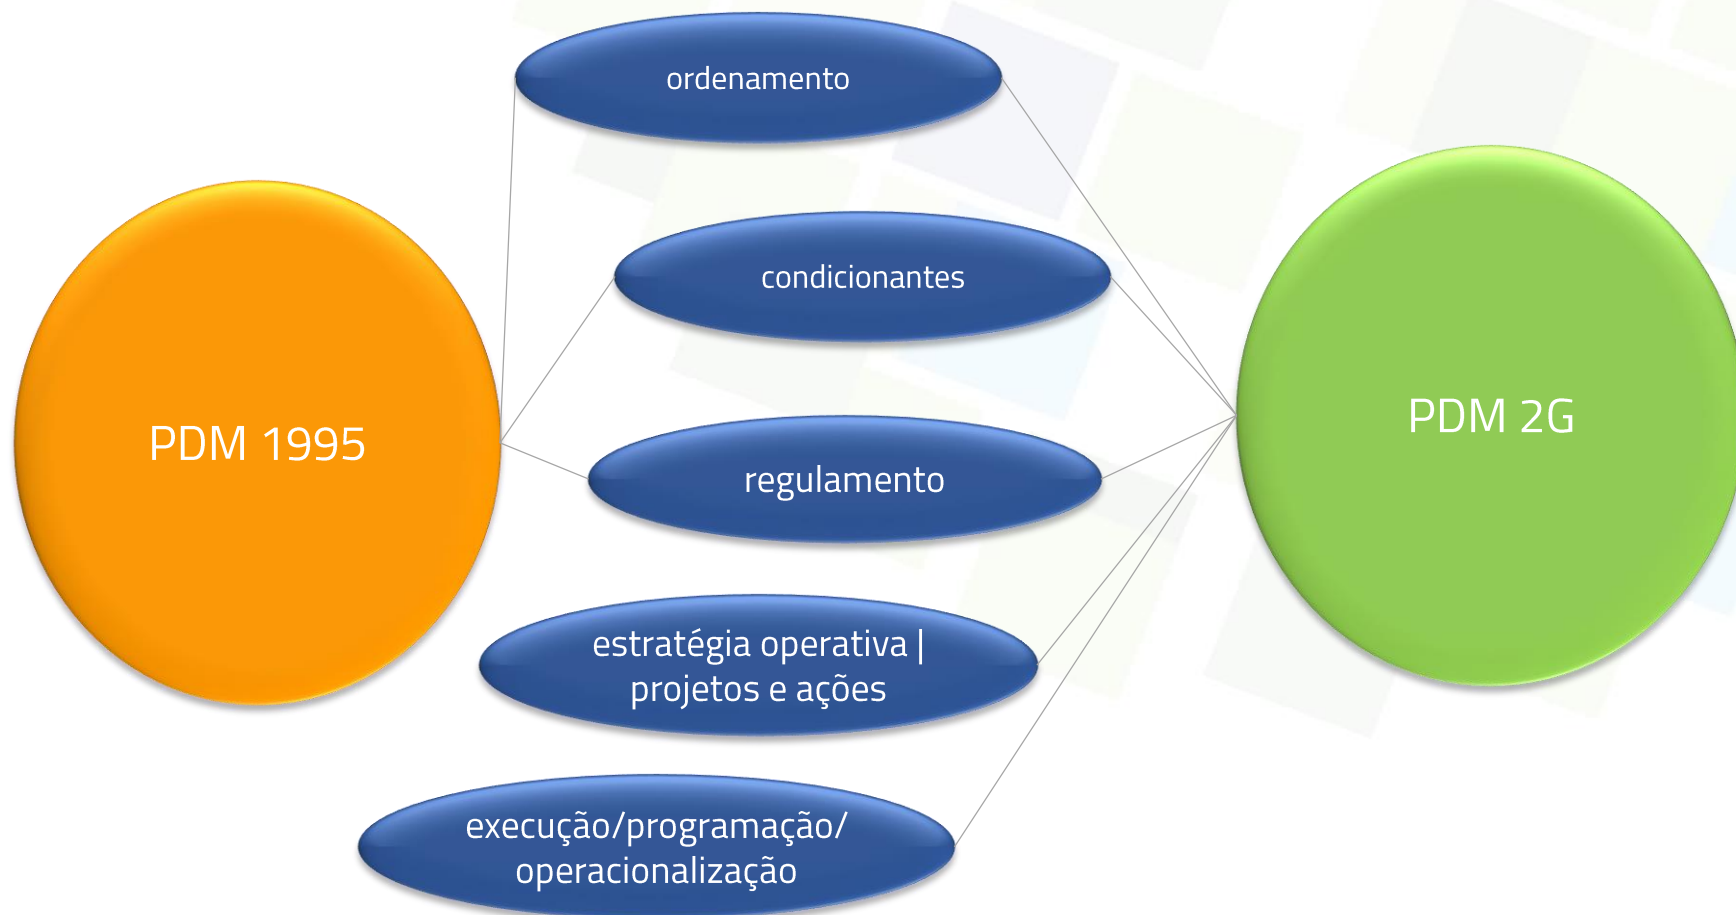 ordenamento
condicionantes
PDM 1995
PDM 2G
regulamento
estratégia operativa |
projetos e ações
execução/programação/
operacionalização